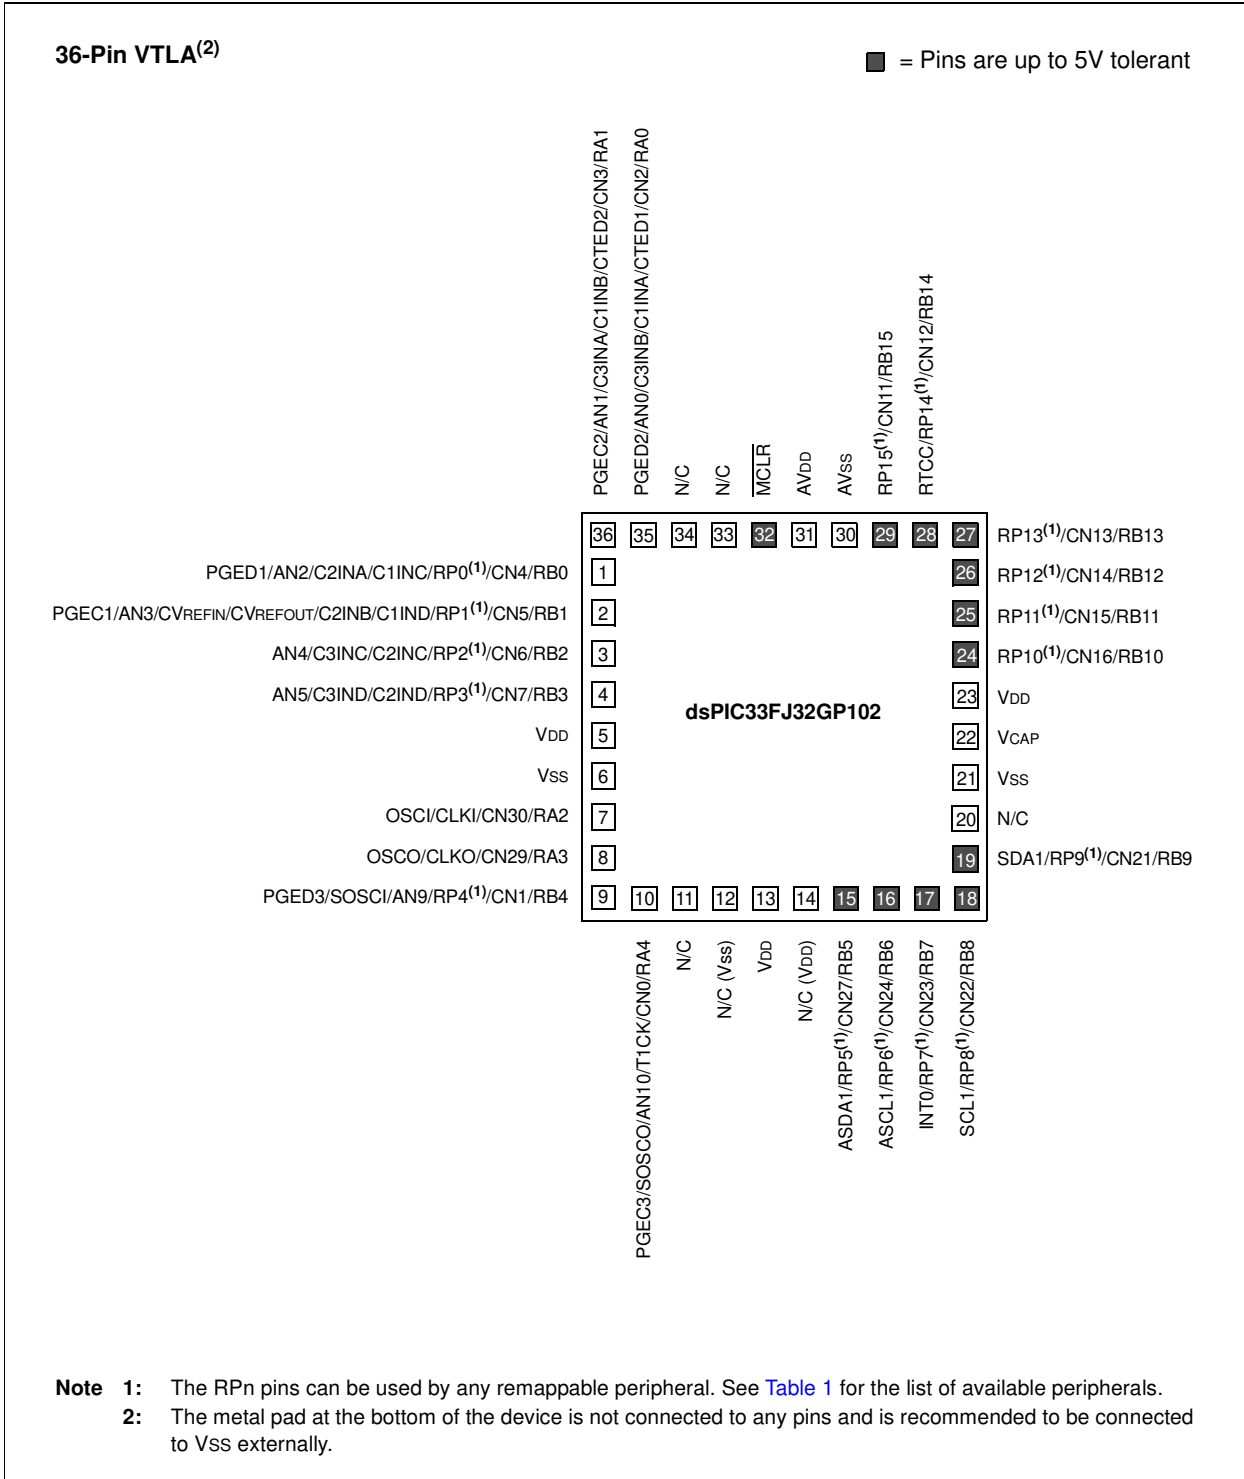 36-Pin VTLA(2)
= Pins are up to 5V tolerant
PGEC2/AN1/C3INA/C1INB/CTED2/CN3/RA1
PGED2/AN0/C3INB/C1INA/CTED1/CN2/RA0
N/C
N/C
MCLR
AVDD
AVSS
RP15(1)/CN11/RB15
RTCC/RP14(1)/CN12/RB14
36 35 34 33 32 31 30 29 28 27 RP13(1)/CN13/RB13
PGED1/AN2/C2INA/C1INC/RP0(1)/CN4/RB0 1 26 RP12(1)/CN14/RB12
PGEC1/AN3/CVREFIN/CVREFOUT/C2INB/C1IND/RP1(1)/CN5/RB1 2 25 RP11(1)/CN15/RB11
AN4/C3INC/C2INC/RP2(1)/CN6/RB2 3 24 RP10(1)/CN16/RB10
AN5/C3IND/C2IND/RP3(1)/CN7/RB3 4 23 VDD
dsPIC33FJ32GP102
VDD 5 22 VCAP
VSS 6 21 VSS
OSCI/CLKI/CN30/RA2 7 20 N/C
OSCO/CLKO/CN29/RA3 8 19 SDA1/RP9(1)/CN21/RB9
PGED3/SOSCI/AN9/RP4(1)/CN1/RB4 9 10 11 12 13 14 15 16 17 18
PGEC3/SOSCO/AN10/T1CK/CN0/RA4
N/C
N/C (Vss)
VDD
N/C (VDD)
ASDA1/RP5(1)/CN27/RB5
ASCL1/RP6(1)/CN24/RB6
INT0/RP7(1)/CN23/RB7
SCL1/RP8(1)/CN22/RB8
Note 1: The RPn pins can be used by any remappable peripheral. See Table 1 for the list of available peripherals.
2: The metal pad at the bottom of the device is not connected to any pins and is recommended to be connected
to VSS externally.